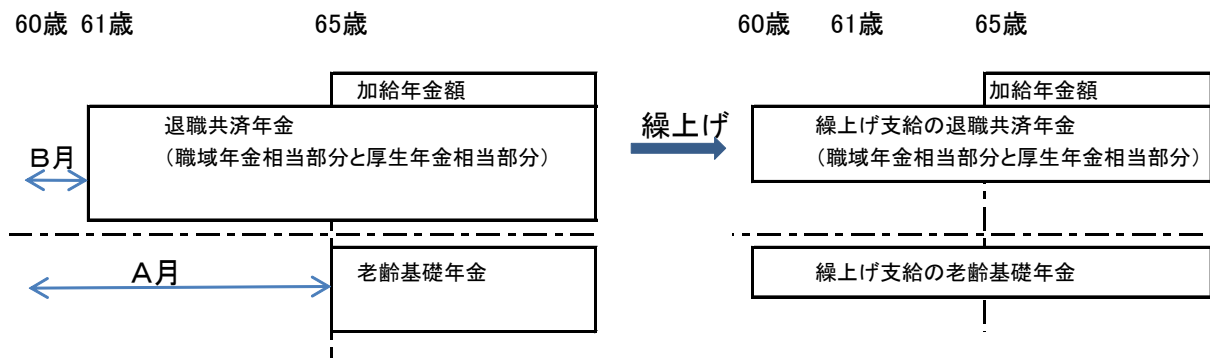 60歳 61歳 65歳
加給年金額
退職共済年金
(職域年金相当部分と厚生年金相当部分)
B月
A月
老齢基礎年金
繰上げ
60歳 61歳 65歳
加給年金額
繰上げ支給の退職共済年金
(職域年金相当部分と厚生年金相当部分)
繰上げ支給の老齢基礎年金